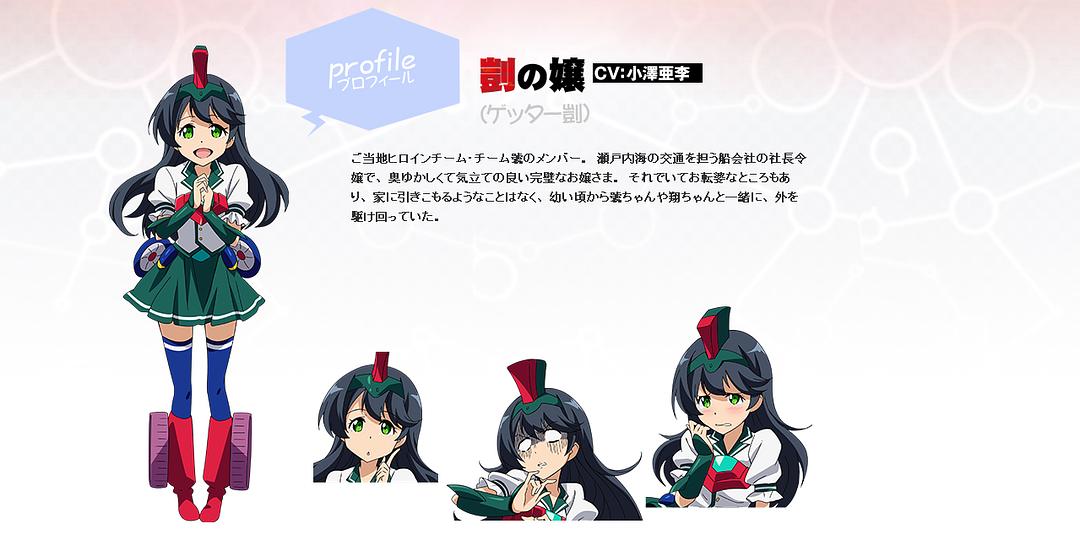 profile
プロフィール
剴の嬢
CV:小澤亜李
(ゲッター剴)
ご当地ヒロインチーム・チーム號のメンバー。 瀬戸内海の交通を担う船会社の社長令
嬢で、奥ゆかしくて気立ての良い完璧なお嬢さま。 それでいてお転婆なところもあ
り、家に引きこもるようなことはなく、幼い頃から號ちゃんや翔ちゃんと一緒に、外を
駆け回っていた。